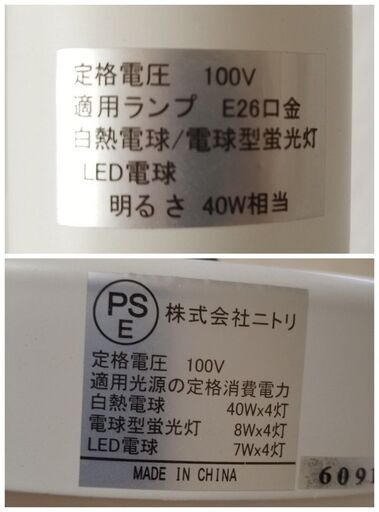 定格電圧 100V
適用ランプ E26口金
白熱電球/電球型蛍光灯
LED電球
明るさ 40W相当
PS
E
株式会社ニトリ
定格電圧 100V
適用光源の定格消費電力
白熱電球 40Wx4灯
電球型蛍光灯 8Wx4灯
LED電球 7Wx4灯
MADE IN CHINA
6091